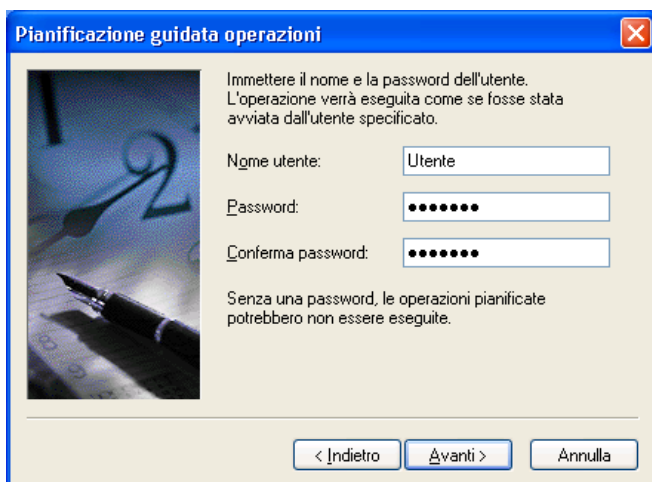 Pianificazione guidata operazioni
Immettere il nome e la password dell'utente.
L'operazione verrà eseguita come se fosse stata
avviata dall'utente specificato.
Nome utente: Utente
Password: ●●●●●●●
Conferma password: ●●●●●●●
Senza una password, le operazioni pianificate
potrebbero non essere eseguite.
< Indietro Avanti > Annulla